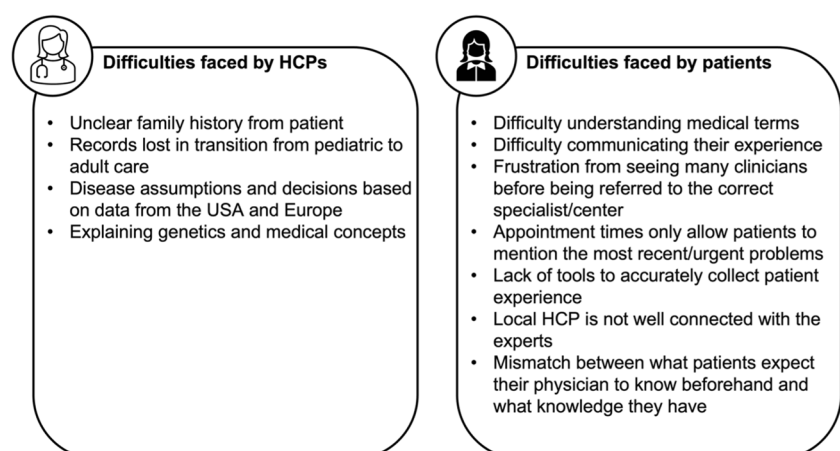 Difficulties faced by HCPs
• Unclear family history from patient
• Records lost in transition from pediatric to
adult care
• Disease assumptions and decisions based
on data from the USA and Europe
• Explaining genetics and medical concepts
Difficulties faced by patients
• Difficulty understanding medical terms
• Difficulty communicating their experience
• Frustration from seeing many clinicians
before being referred to the correct
specialist/center
• Appointment times only allow patients to
mention the most recent/urgent problems
• Lack of tools to accurately collect patient
experience
• Local HCP is not well connected with the
experts
• Mismatch between what patients expect
their physician to know beforehand and
what knowledge they have